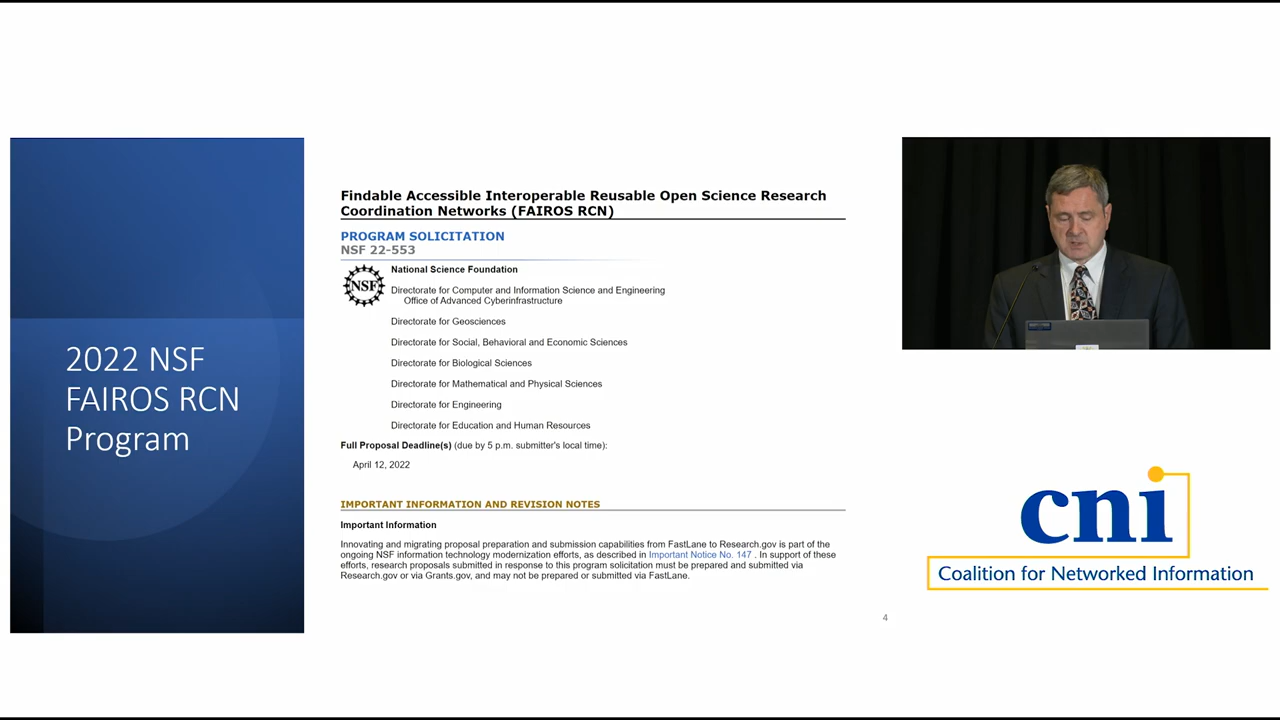 2022 NSF
FAIROS RCN
Program
Findable Accessible Interoperable Reusable Open Science Research
Coordination Networks (FAIROS RCN)
PROGRAM SOLICITATION
NSF 22-553
NSF
National Science Foundation
Directorate for Computer and Information Science and Engineering
Office of Advanced Cyberinfrastructure
Directorate for Geosciences
Directorate for Social, Behavioral and Economic Sciences
Directorate for Biological Sciences
Directorate for Mathematical and Physical Sciences
Directorate for Engineering
Directorate for Education and Human Resources
Full Proposal Deadline(s) (due by 5 p.m. submitter's local time):
April 12, 2022
IMPORTANT INFORMATION AND REVISION NOTES
Important Information
Innovating and migrating proposal preparation and submission capabilities from FastLane to Research.gov is part of the
ongoing NSF information technology modernization efforts, as described in Important Notice No. 147 . In support of these
efforts, research proposals submitted in response to this program solicitation must be prepared and submitted via
Research.gov or via Grants.gov, and may not be prepared or submitted via FastLane.
4
cni
Coalition for Networked Information